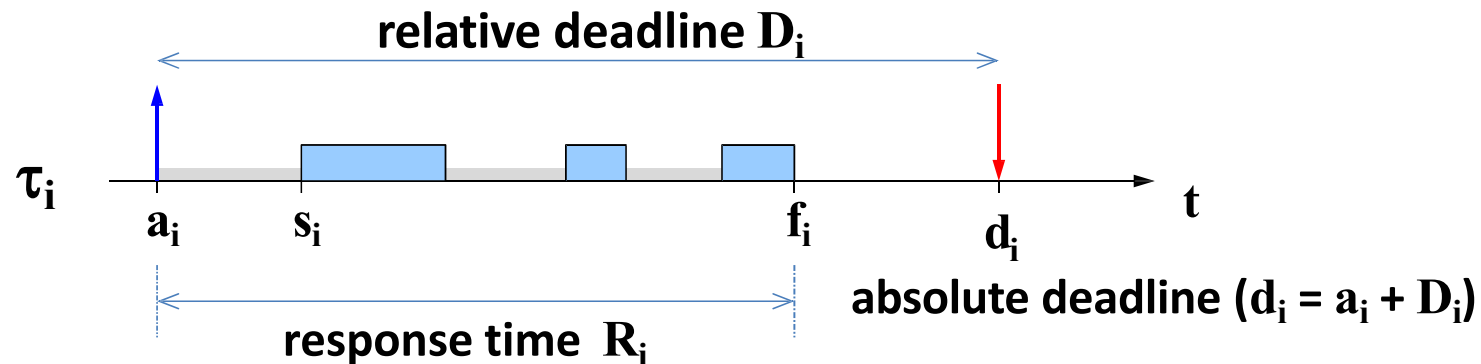 relative deadline Dᵢ
τᵢ
aᵢ sᵢ fᵢ dᵢ t
absolute deadline (dᵢ = aᵢ + Dᵢ)
response time Rᵢ